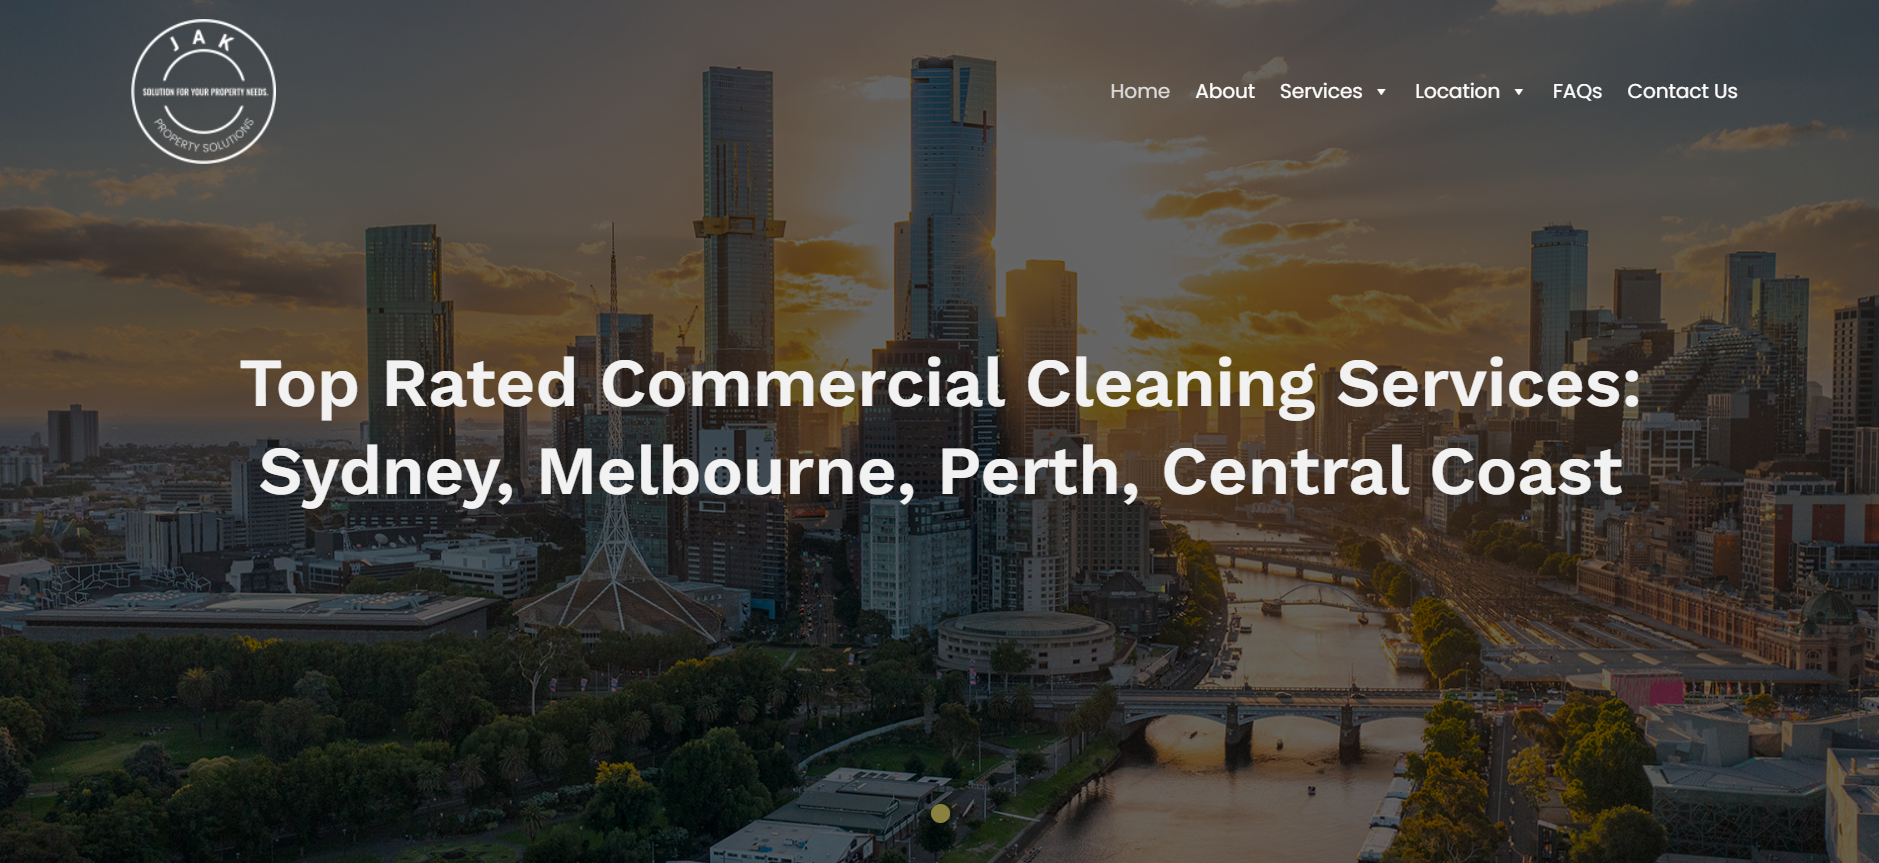 JAK
SOLUTION FOR YOUR PROPERTY NEEDS.
PROPERTY SOLUTIONS
Home About Services Location FAQs Contact Us
Top Rated Commercial Cleaning Services:
Sydney, Melbourne, Perth, Central Coast